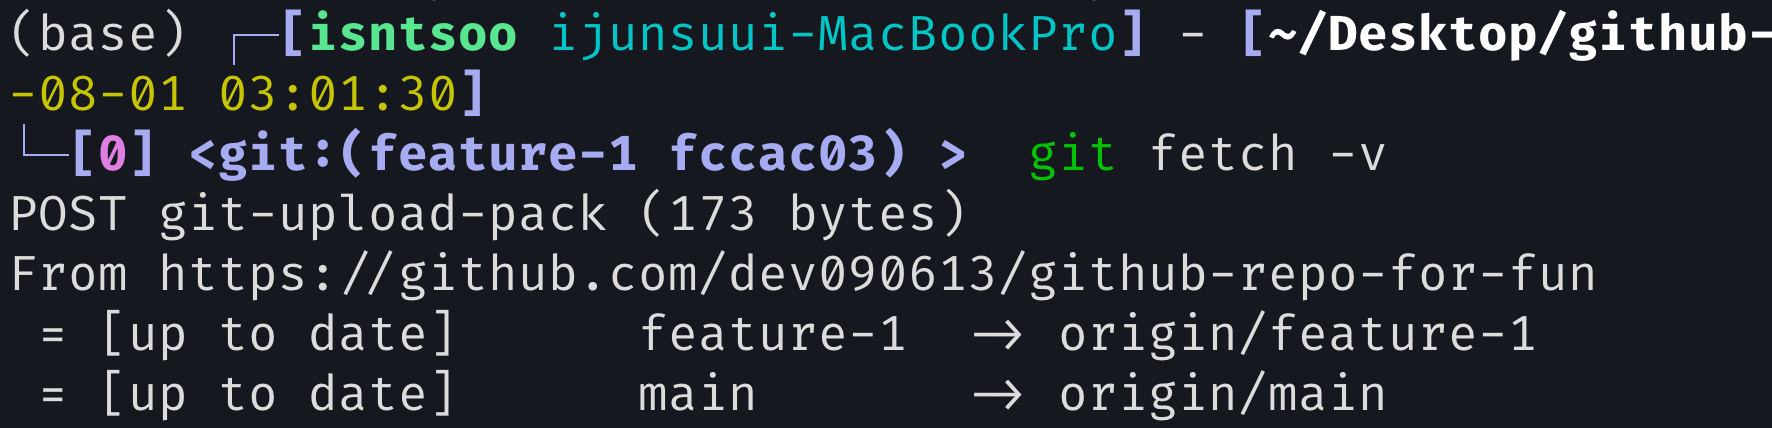 (base) ┌─[isntsoo ijunsuui-MacBookPro] - [~/Desktop/github-
-08-01 03:01:30]
└─[0] <git:(feature-1 fccac03) >  git fetch -v
POST git-upload-pack (173 bytes)
From https://github.com/dev090613/github-repo-for-fun
 = [up to date]      feature-1  -> origin/feature-1
 = [up to date]      main       -> origin/main